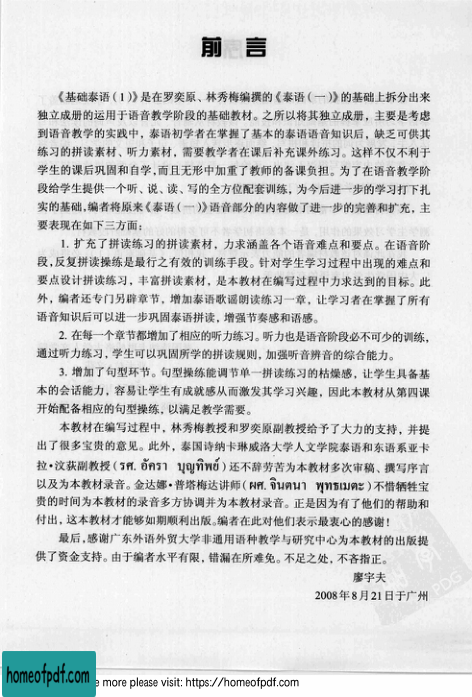 前 言
《基础泰语(1)》是在罗奕原、林秀梅编撰的《泰语(一)》的基础上拆分出来
独立成册的运用于语音教学阶段的基础教材。之所以将其独立成册,主要是考虑
到语音教学的实践中,泰语初学者在掌握了基本的泰语语音知识后,缺乏可供其
练习的拼读素材、听力素材,需要教学者在课后补充课外练习。这样不仅不利于
学生的课后巩固和自学,而且无形中加重了教师的备课负担。为了在语音教学阶
段给学生提供一个听、说、读、写的全方位配套训练,为今后进一步的学习打下扎
实的基础,编者将原来《泰语(一)》语音部分的内容做了进一步的完善和扩充,主
要表现在如下三方面:
1. 扩充了拼读练习的拼读素材,力求涵盖各个语音难点和要点。在语音阶
段,反复拼读操练是最行之有效的训练手段。针对学生学习过程中出现的难点和
要点设计拼读练习,丰富拼读素材,是本教材在编写过程中力求达到的目标。此
外,编者还专门另辟章节,增加泰语歌谣朗读练习一章,让学习者在掌握了所有
语音知识后可以进一步巩固泰语拼读,增强节奏感和语感。
2. 在每一个章节都增加了相应的听力练习。听力也是语音阶段必不可少的训练,
通过听力练习,学生可以巩固所学的拼读规则,加强听音辨音的综合能力。
3. 增加了句型环节。句型操练能调节单一拼读练习的枯燥感,让学生具备基
本的会话能力,容易让学生有成就感从而激发其学习兴趣,因此本教材从第四课
开始配备相应的句型操练,以满足教学需要。
本教材在编写过程中,林秀梅教授和罗奕原副教授给予了大力的支持,并提
出了很多宝贵的意见。此外,泰国诗纳卡琳威洛大学人文学院泰语和东语系亚卡
拉·汶萩副教授(รศ. อัครา บุญทิพย์)还不辞劳苦为本教材多次审稿、撰写序言
以及为本教材录音。金达娜·普塔梅达讲师(ผศ. จินตนา พุทธเมตะ)不惜牺牲宝
贵的时间为本教材的录音多方协调并为本教材录音。正是因为有了他们的帮助和
付出,这本教材才能够如期顺利出版。编者在此对他们表示最衷心的感谢!
最后,感谢广东外语外贸大学非通用语种教学与研究中心为本教材的出版提
供了资金支持。由于编者水平有限,错漏在所难免。不足之处,不吝指正。
廖宇夫
2008年8月21日于广州
homeofpdf.com
e more please visit: https://homeofpdf.com